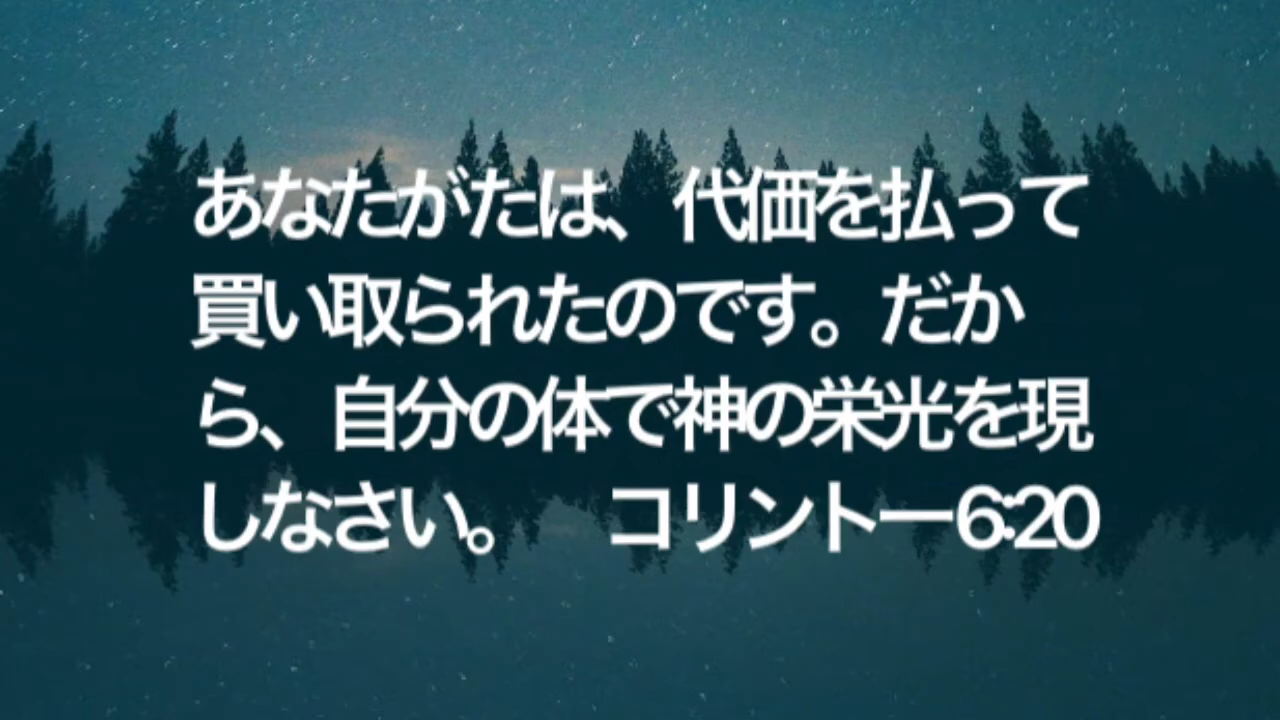 あなたがたは、代価を払って
買い取られたのです。だか
ら、自分の体で神の栄光を現
しなさい。　コリント一6:20